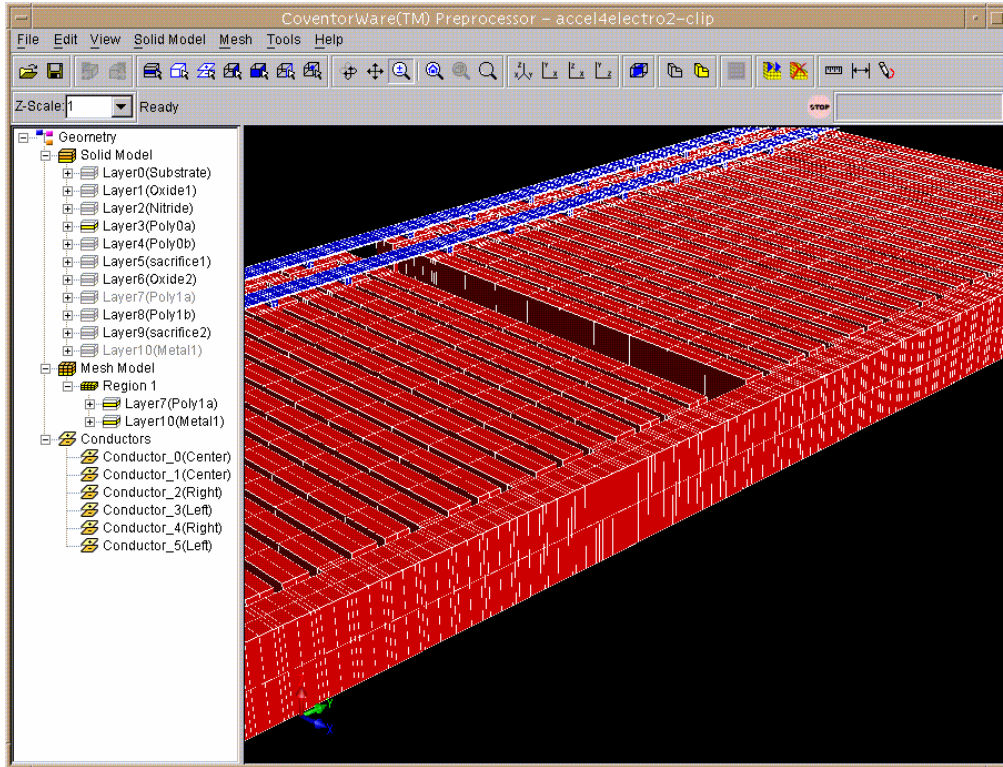 CoventorWare(TM) Preprocessor – accel4electro2-clip
File Edit View Solid Model Mesh Tools Help
Z-Scale: 1 Ready STOP
Geometry
Solid Model
Layer0(Substrate)
Layer1(Oxide1)
Layer2(Nitride)
Layer3(Poly0a)
Layer4(Poly0b)
Layer5(sacrifice1)
Layer6(Oxide2)
Layer7(Poly1a)
Layer8(Poly1b)
Layer9(sacrifice2)
Layer10(Metal1)
Mesh Model
Region 1
Layer7(Poly1a)
Layer10(Metal1)
Conductors
Conductor_0(Center)
Conductor_1(Center)
Conductor_2(Right)
Conductor_3(Left)
Conductor_4(Right)
Conductor_5(Left)
Y
X